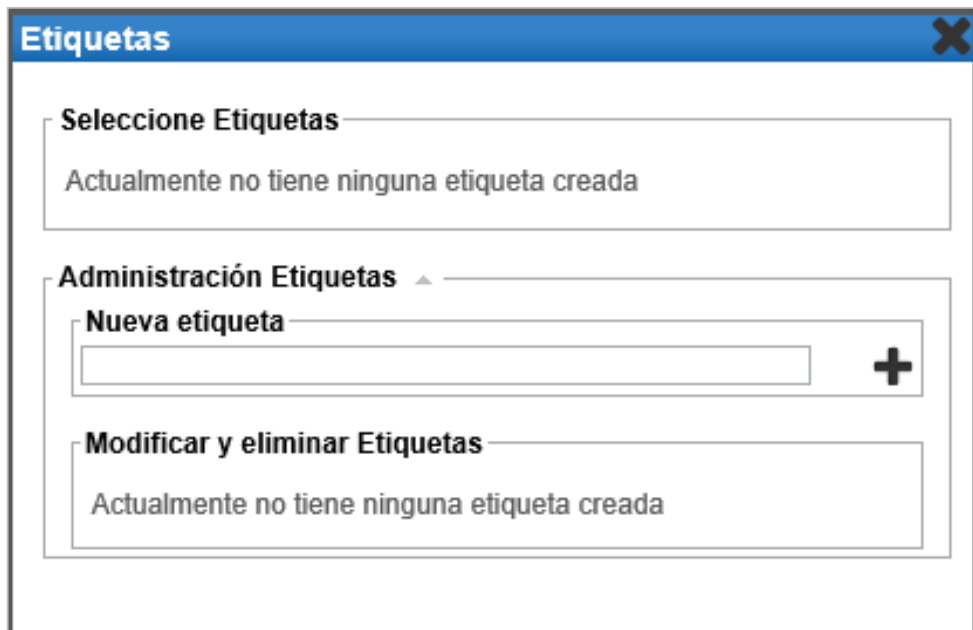 Etiquetas
Seleccione Etiquetas
Actualmente no tiene ninguna etiqueta creada
Administración Etiquetas
Nueva etiqueta
Modificar y eliminar Etiquetas
Actualmente no tiene ninguna etiqueta creada